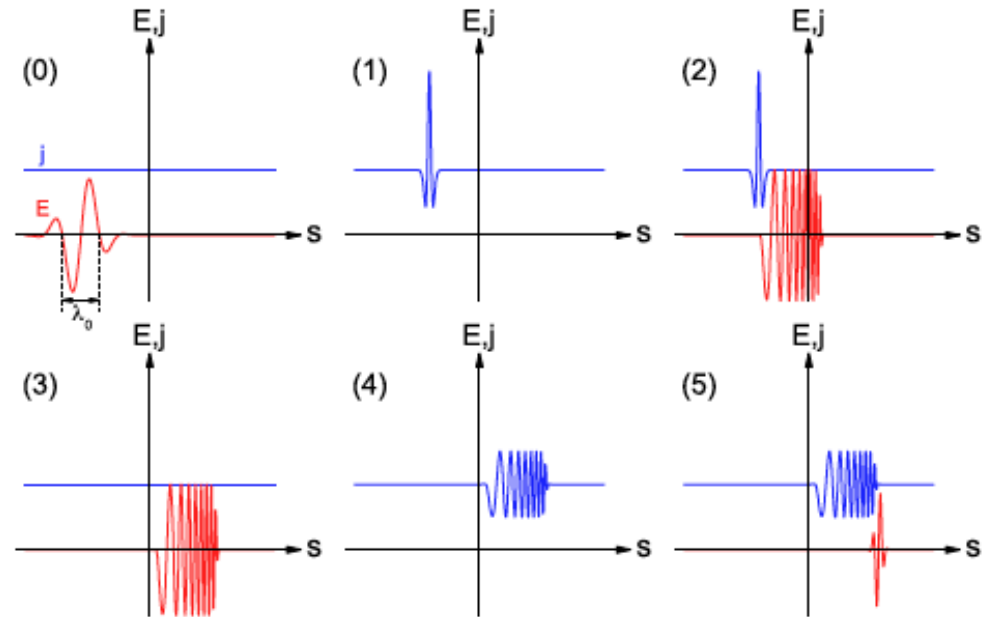 E,j
(0)
j
E
s
λ₀
E,j
(1)
s
E,j
(2)
s
E,j
(3)
s
E,j
(4)
s
E,j
(5)
s